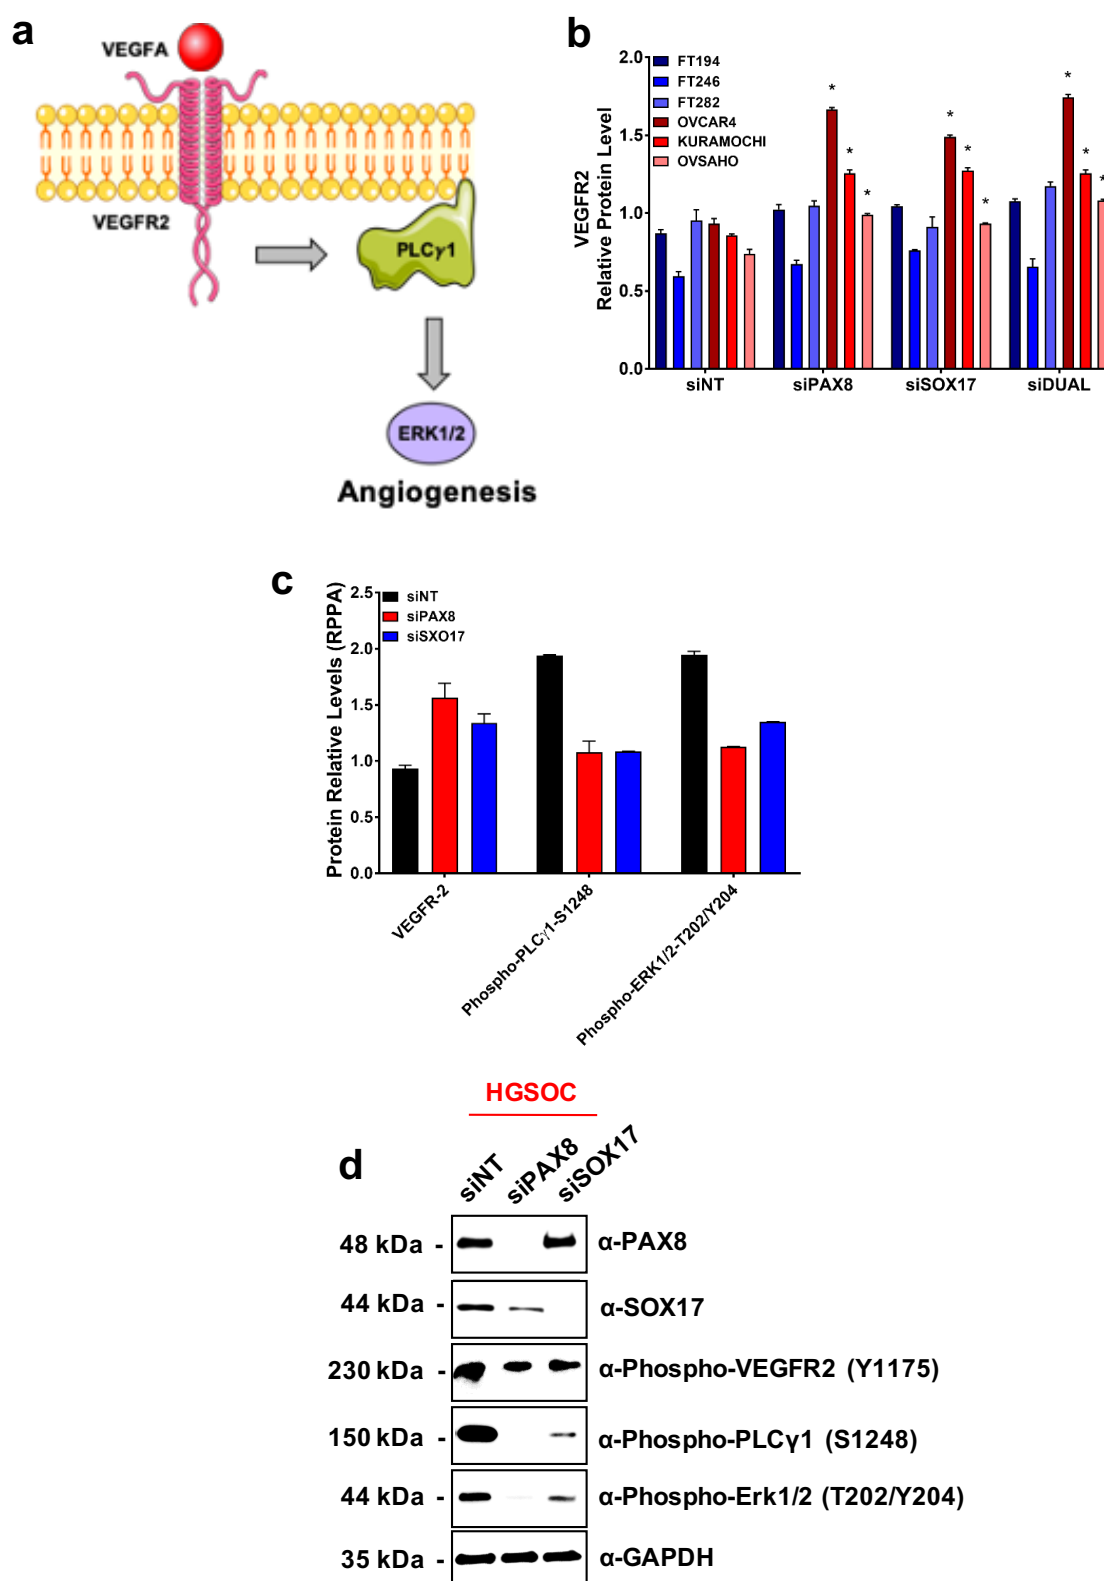 a
VEGFA
VEGFR2
PLCγ1
ERK1/2
Angiogenesis
b
VEGFR2
Relative Protein Level
2.0
1.5
1.0
0.5
0.0
FT194
FT246
FT282
OVCAR4
KURAMOCHI
OVSAHO
* * *
* * *
* * *
siNT siPAX8 siSOX17 siDUAL
c
Protein Relative Levels (RPPA)
2.5
2.0
1.5
1.0
0.5
0.0
siNT
siPAX8
siSXO17
VEGFR-2
Phospho-PLCγ1-S1248
Phospho-ERK1/2-T202/Y204
HGSOC
d
siNT siPAX8 siSOX17
48 kDa - α-PAX8
44 kDa - α-SOX17
230 kDa - α-Phospho-VEGFR2 (Y1175)
150 kDa - α-Phospho-PLCγ1 (S1248)
44 kDa - α-Phospho-Erk1/2 (T202/Y204)
35 kDa - α-GAPDH